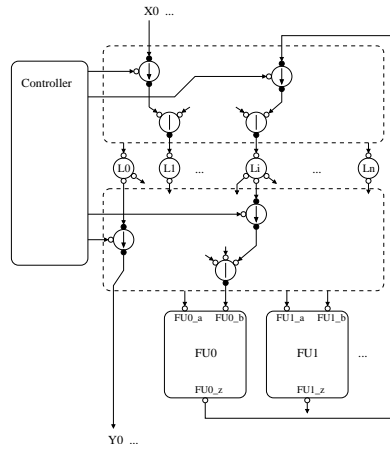 X0 ...
Controller
L0 L1 ... Li ... Ln
FU0_a FU0_b FU1_a FU1_b
FU0 FU1 ...
FU0_z FU1_z
Y0 ...